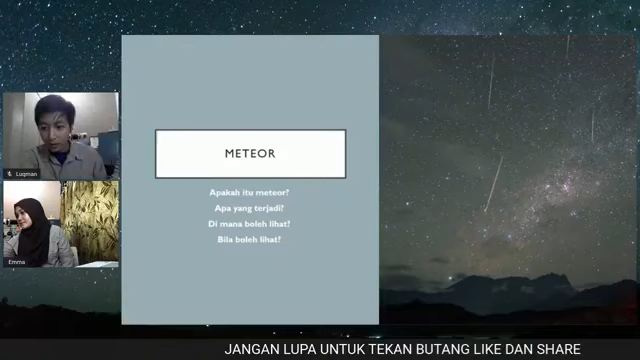 METEOR
Apakah itu meteor?
Apa yang terjadi?
Di mana boleh lihat?
Bila boleh lihat?
Luqman
Emma
JANGAN LUPA UNTUK TEKAN BUTANG LIKE DAN SHARE